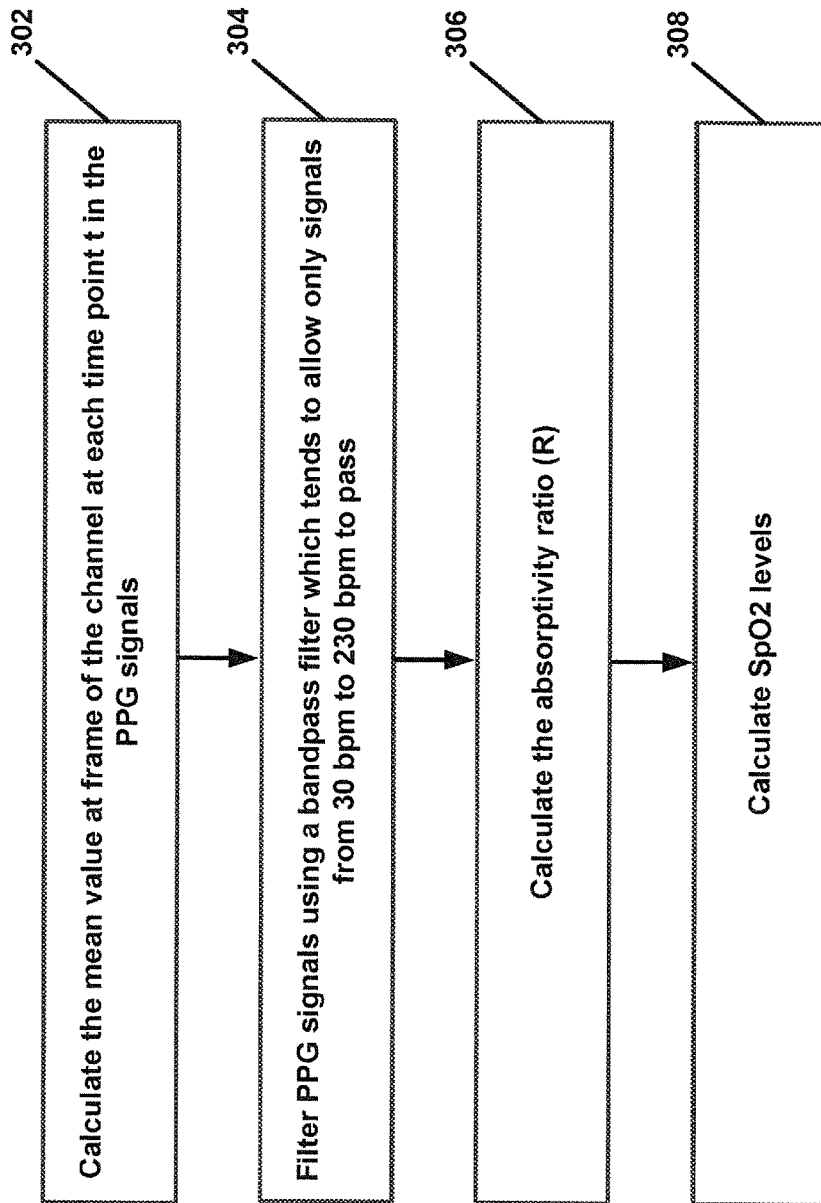 302
Calculate the mean value at frame of the channel at each time point t in the
PPG signals
304
Filter PPG signals using a bandpass filter which tends to allow only signals
from 30 bpm to 230 bpm to pass
306
Calculate the absorptivity ratio (R)
308
Calculate SpO2 levels